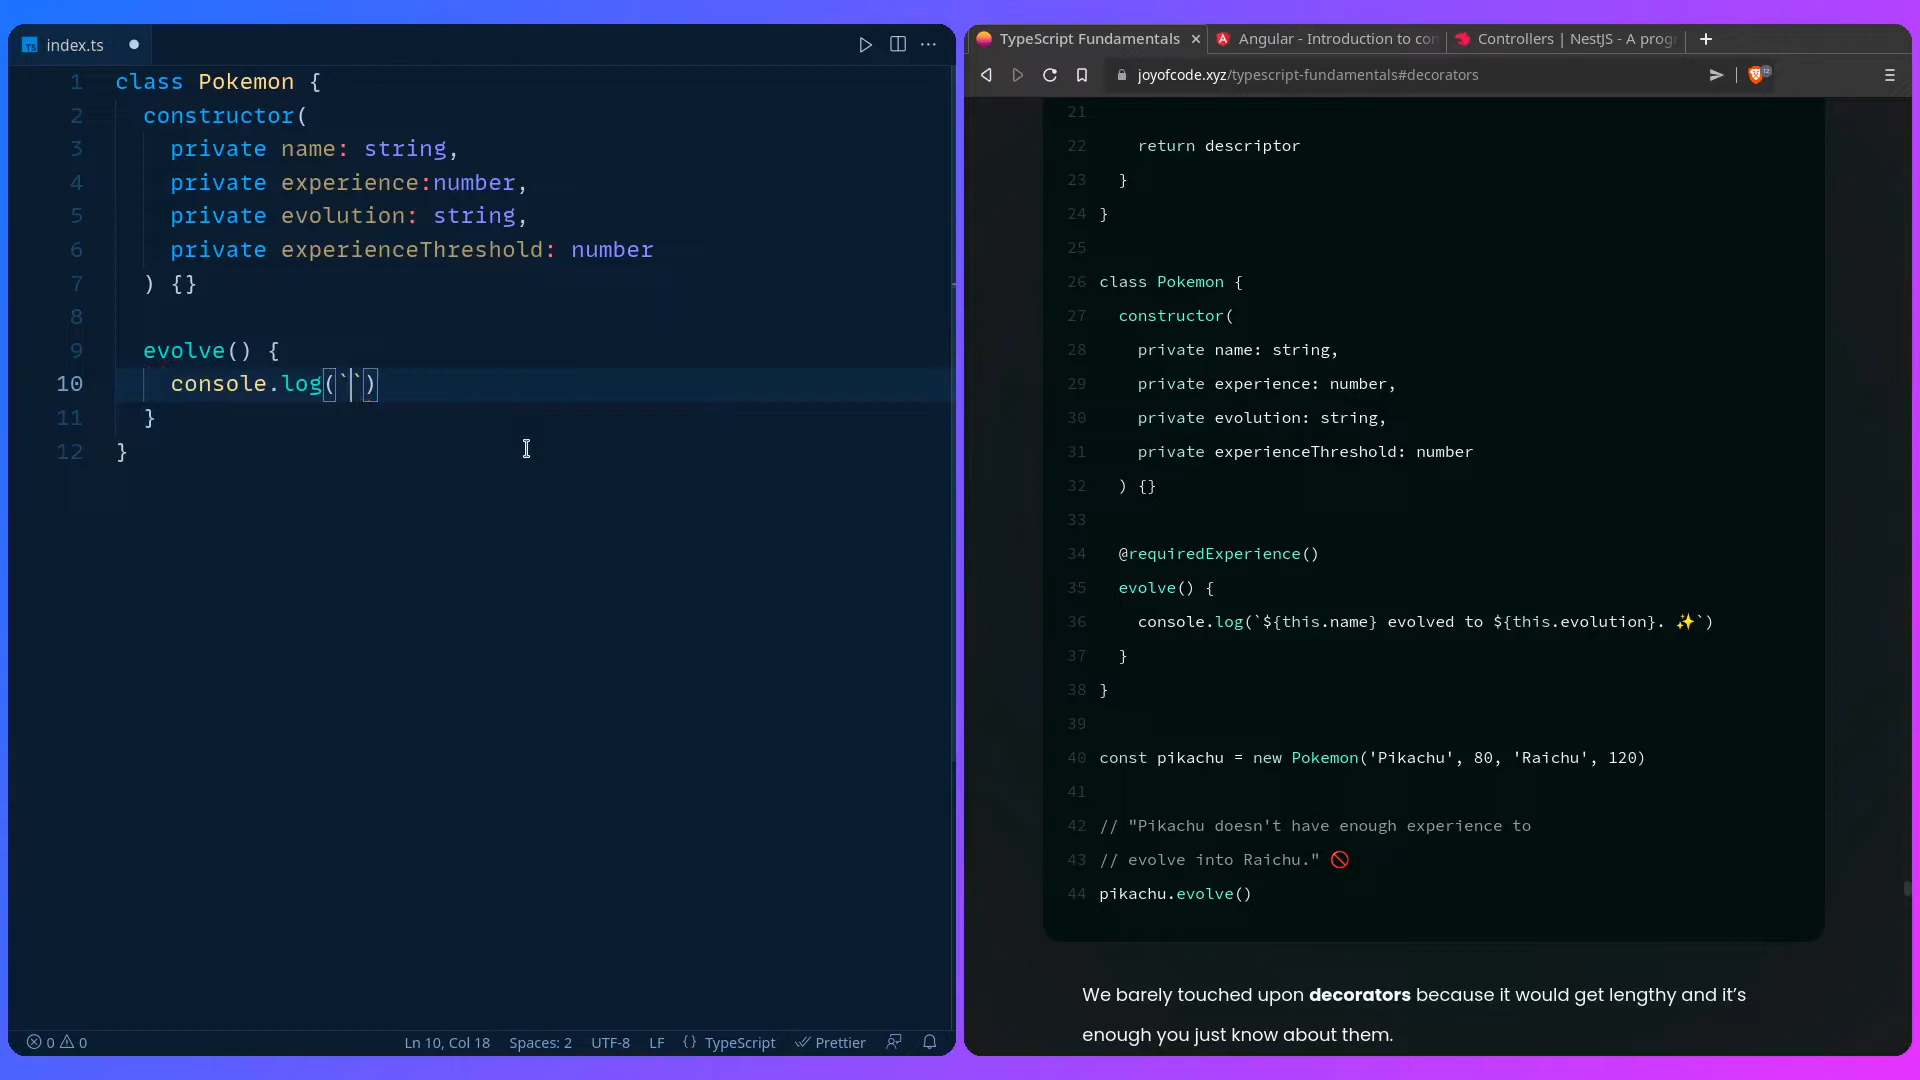 index.ts
1 class Pokemon {
2 constructor(
3 private name: string,
4 private experience:number,
5 private evolution: string,
6 private experienceThreshold: number
7 ) {}
8
9 evolve() {
10 console.log(``)
11 }
12 }
0 0
Ln 10, Col 18 Spaces: 2 UTF-8 LF {} TypeScript Prettier
TypeScript Fundamentals
Angular - Introduction to con
Controllers | NestJS - A prog
joyofcode.xyz/typescript-fundamentals#decorators
12
21
22 return descriptor
23 }
24 }
25
26 class Pokemon {
27 constructor(
28 private name: string,
29 private experience: number,
30 private evolution: string,
31 private experienceThreshold: number
32 ) {}
33
34 @requiredExperience()
35 evolve() {
36 console.log(`${this.name} evolved to ${this.evolution}. ✨`)
37 }
38 }
39
40 const pikachu = new Pokemon('Pikachu', 80, 'Raichu', 120)
41
42 // "Pikachu doesn't have enough experience to
43 // evolve into Raichu." 🚫
44 pikachu.evolve()
We barely touched upon decorators because it would get lengthy and it’s
enough you just know about them.